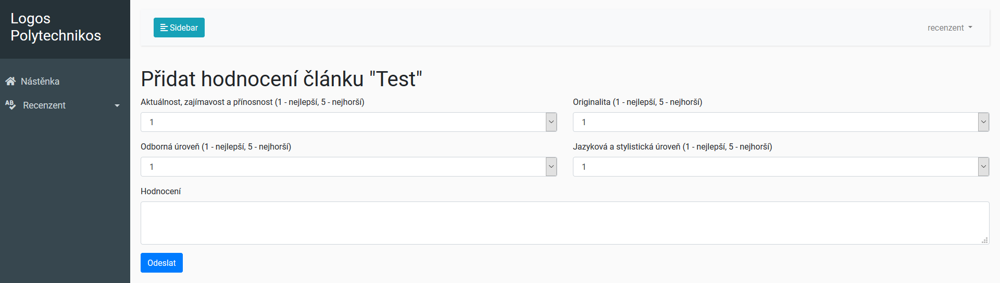 Logos
Polytechnikos
Sidebar
recenzent
Nástěnka
AB
Recenzent
Přidat hodnocení článku "Test"
Aktuálnost, zajímavost a přínosnost (1 - nejlepší, 5 - nejhorší)
Originalita (1 - nejlepší, 5 - nejhorší)
1
1
Odborná úroveň (1 - nejlepší, 5 - nejhorší)
Jazyková a stylistická úroveň (1 - nejlepší, 5 - nejhorší)
1
1
Hodnocení
Odeslat